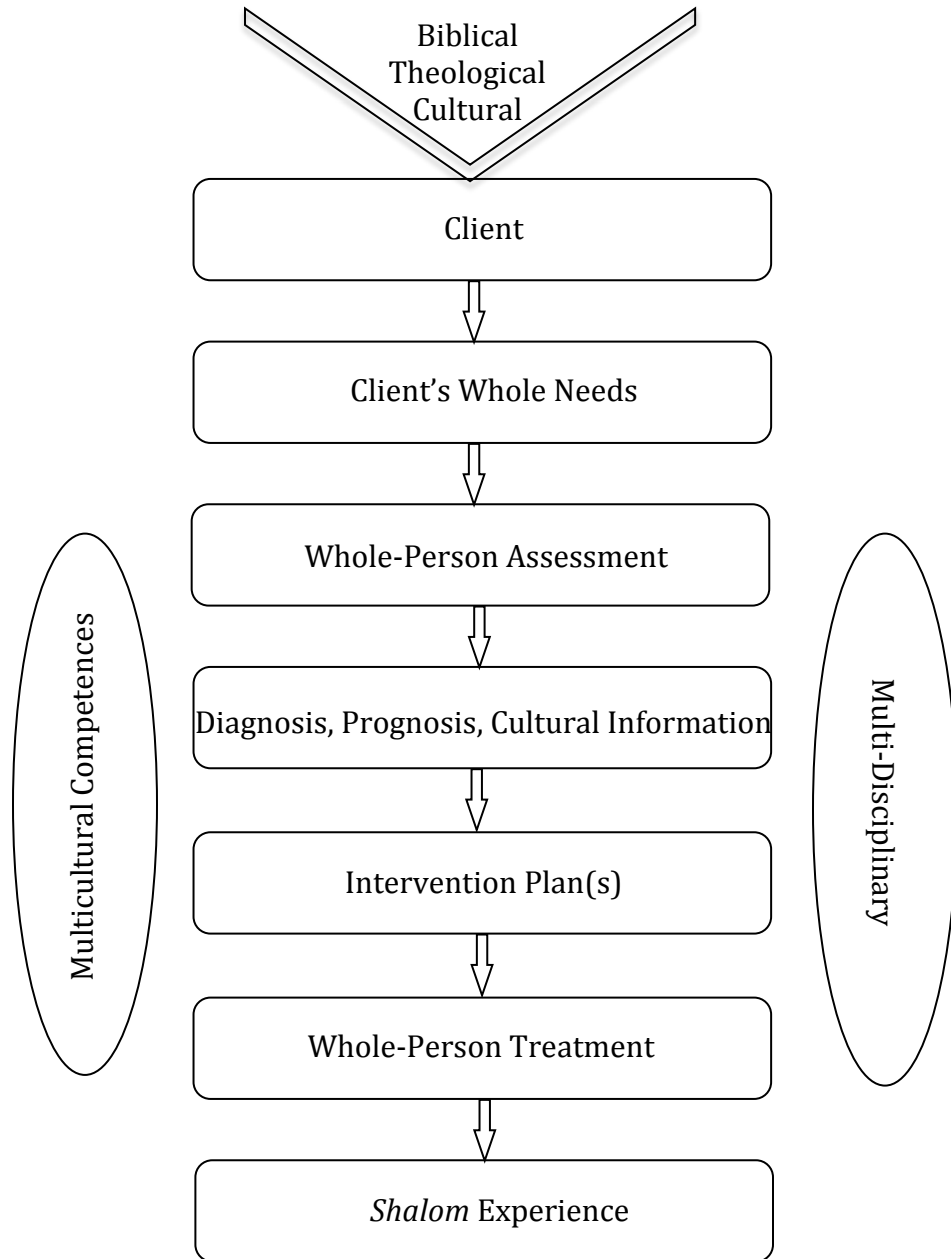 Biblical
Theological
Cultural
Client
Client's Whole Needs
Whole-Person Assessment
Multicultural Competences
Diagnosis, Prognosis, Cultural Information
Multi-Disciplinary
Intervention Plan(s)
Whole-Person Treatment
Shalom Experience